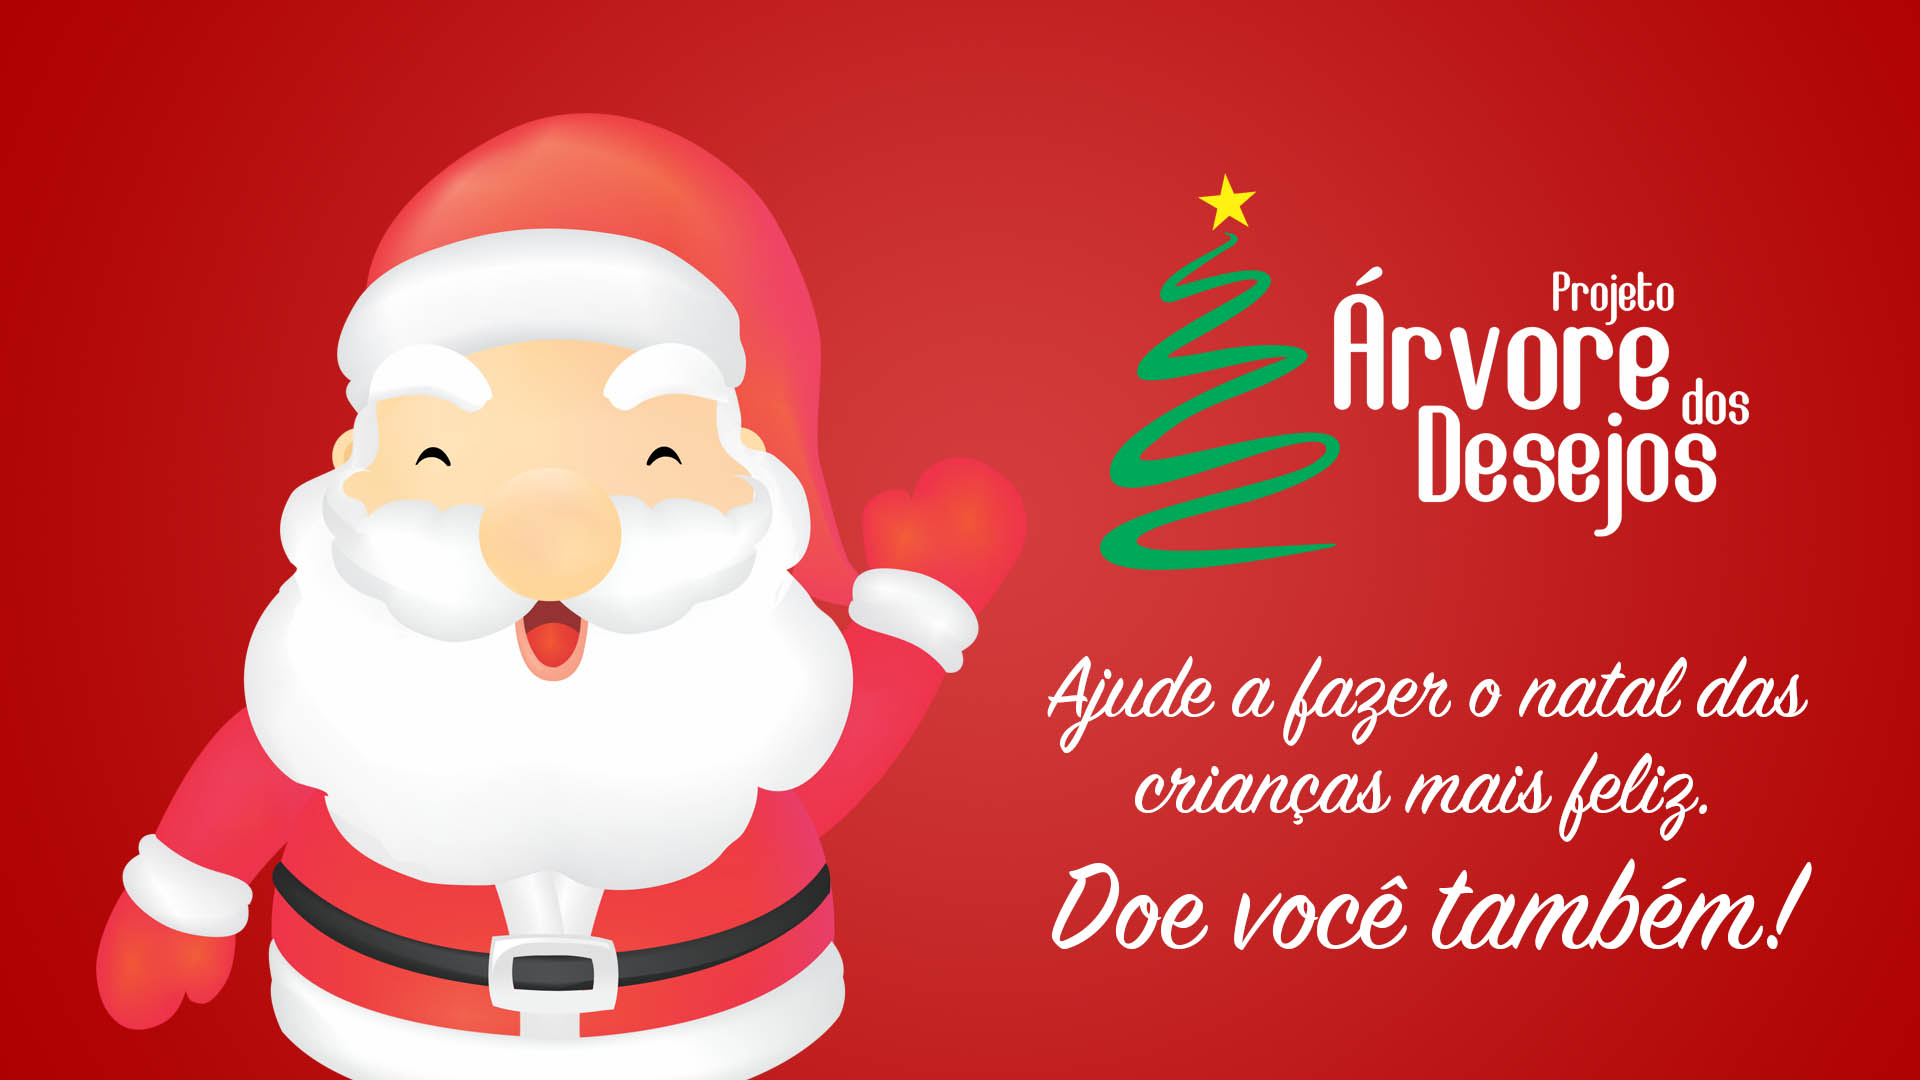 Projeto
Árvore dos
Desejos
Ajude a fazer o natal das
crianças mais feliz.
Doe você também!